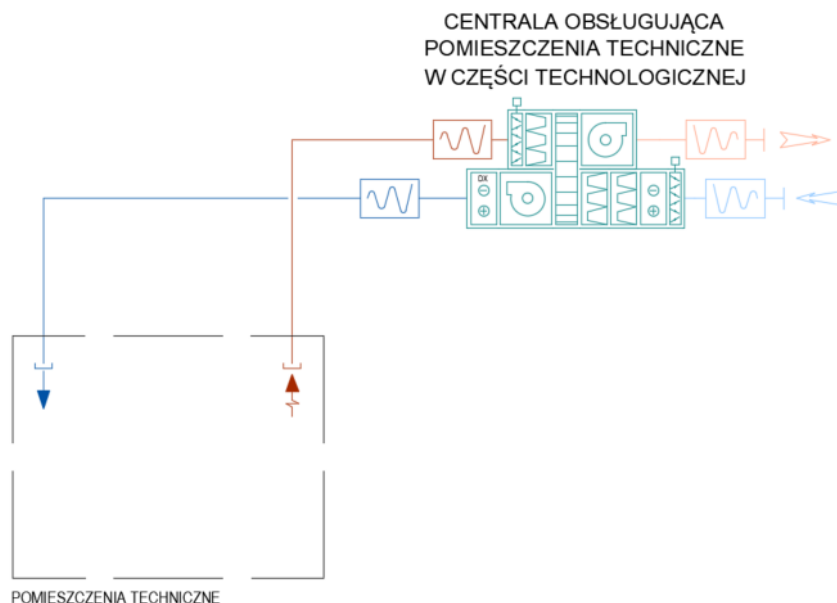 CENTRALA OBSŁUGUJĄCA
POMIESZCZENIA TECHNICZNE
W CZĘŚCI TECHNOLOGICZNEJ
DX
POMIESZCZENIA TECHNICZNE